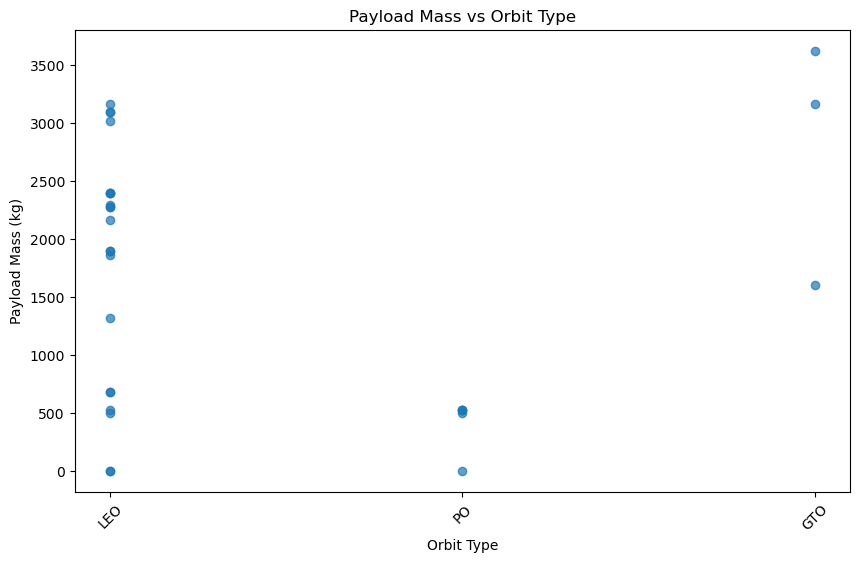 Payload Mass vs Orbit Type
3500
3000
2500
2000
1500
1000
500
0
Payload Mass (kg)
LEO
PO
GTO
Orbit Type